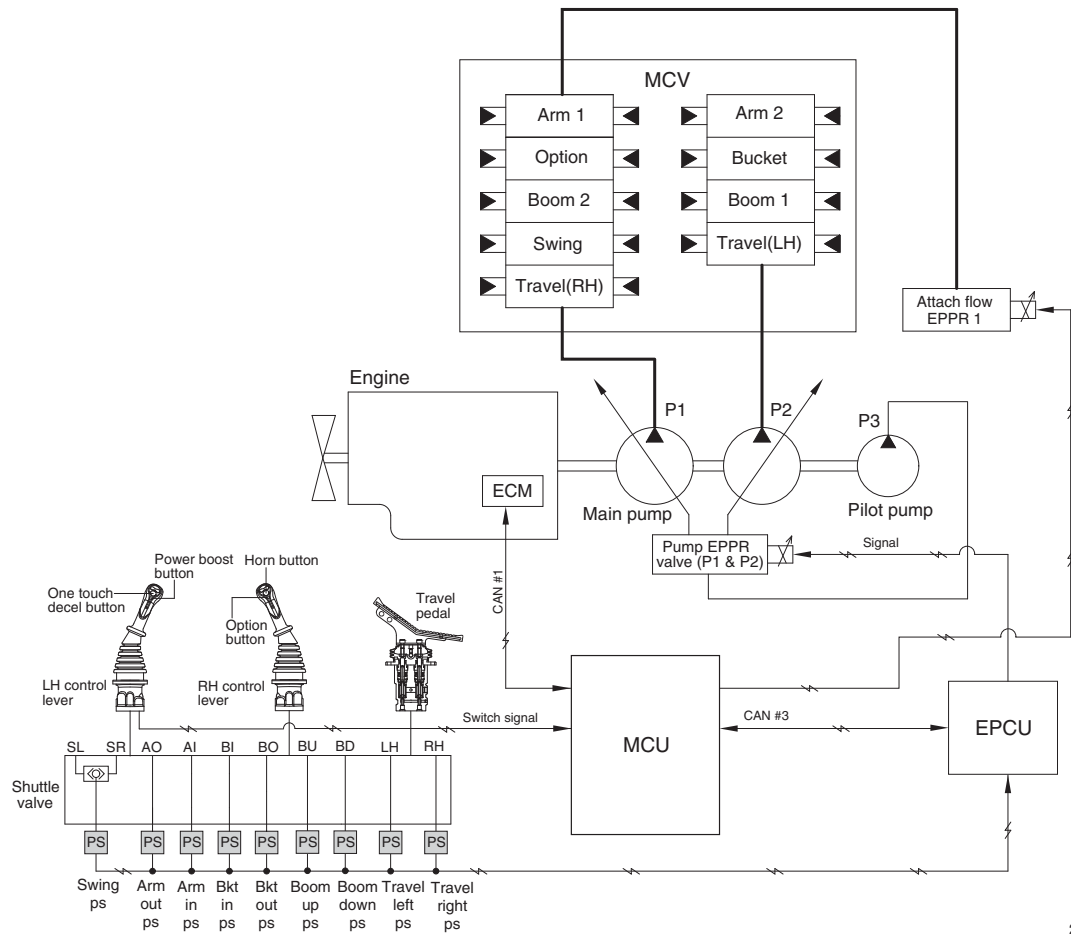 MCV
Arm 1
Arm 2
Option
Bucket
Boom 2
Boom 1
Swing
Travel(LH)
Travel(RH)
Attach flow
EPPR 1
Engine
P1
P2
P3
ECM
Main pump
Pilot pump
Pump EPPR
valve (P1 & P2)
Signal
CAN #1
Power boost
button
Horn button
One touch
decel button
Option
button
Travel
pedal
LH control
lever
RH control
lever
Switch signal
MCU
CAN #3
EPCU
SL
SR
AO
AI
BI
BO
BU
BD
LH
RH
Shuttle
valve
PS
PS
PS
PS
PS
PS
PS
PS
PS
Swing
ps
Arm
out
ps
Arm
in
ps
Bkt
in
ps
Bkt
out
ps
Boom
up
ps
Boom
down
ps
Travel
left
ps
Travel
right
ps